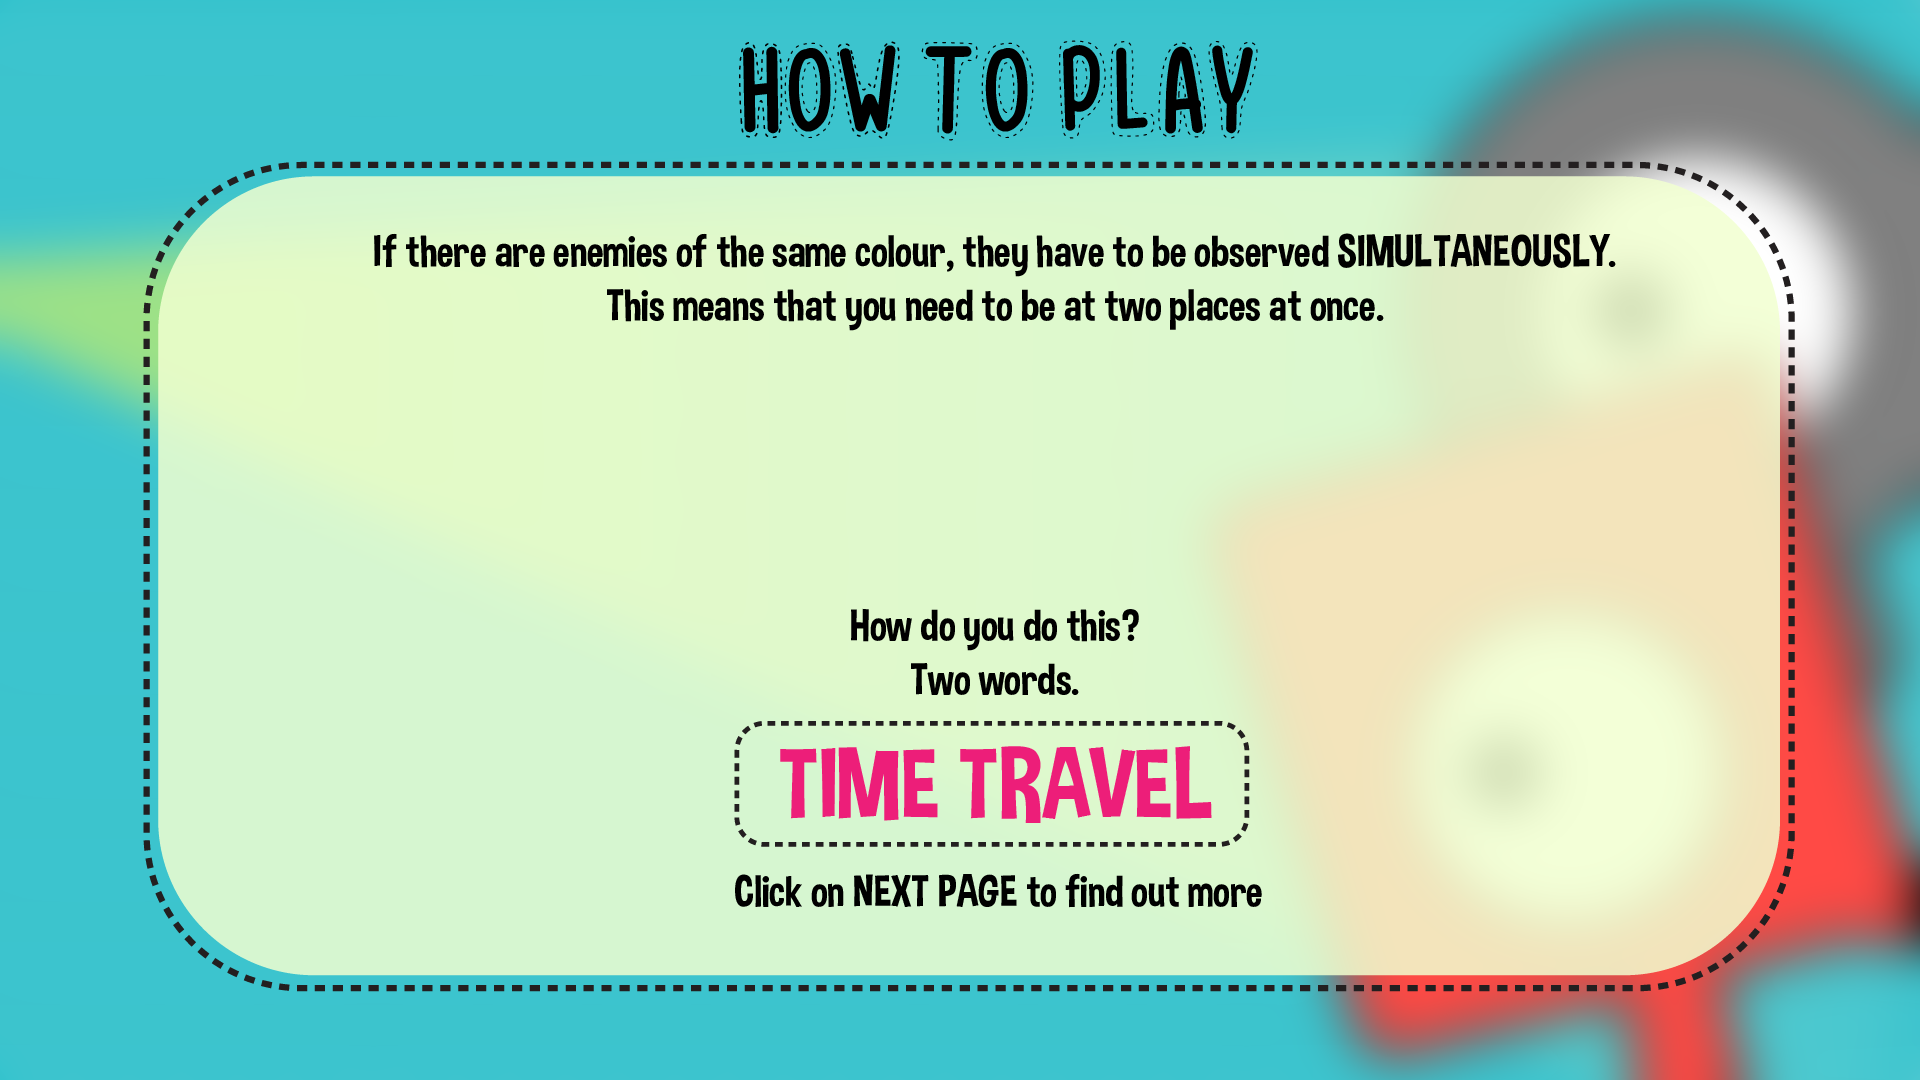 HOW TO PLAY
If there are enemies of the same colour, they have to be observed SIMULTANEOUSLY.
This means that you need to be at two places at once.
How do you do this?
Two words.
TIME TRAVEL
Click on NEXT PAGE to find out more